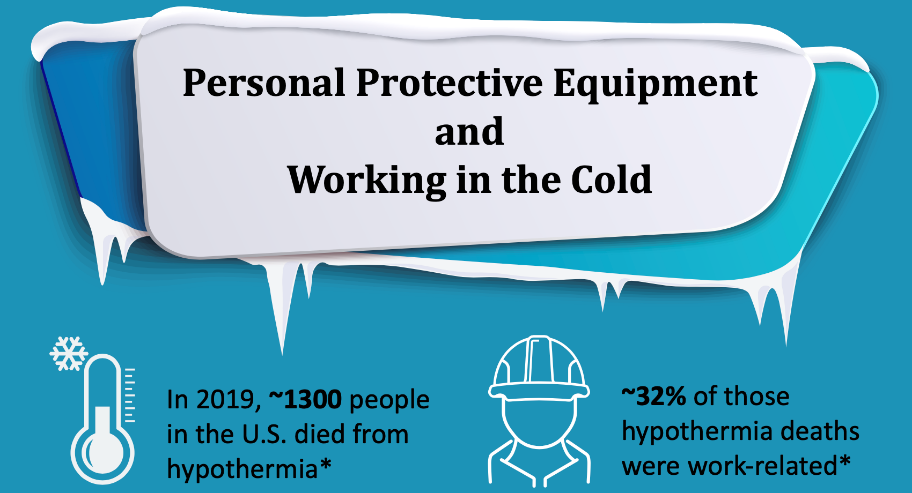 Personal Protective Equipment
and
Working in the Cold
In 2019, ~1300 people
in the U.S. died from
hypothermia*
~32% of those
hypothermia deaths
were work-related*